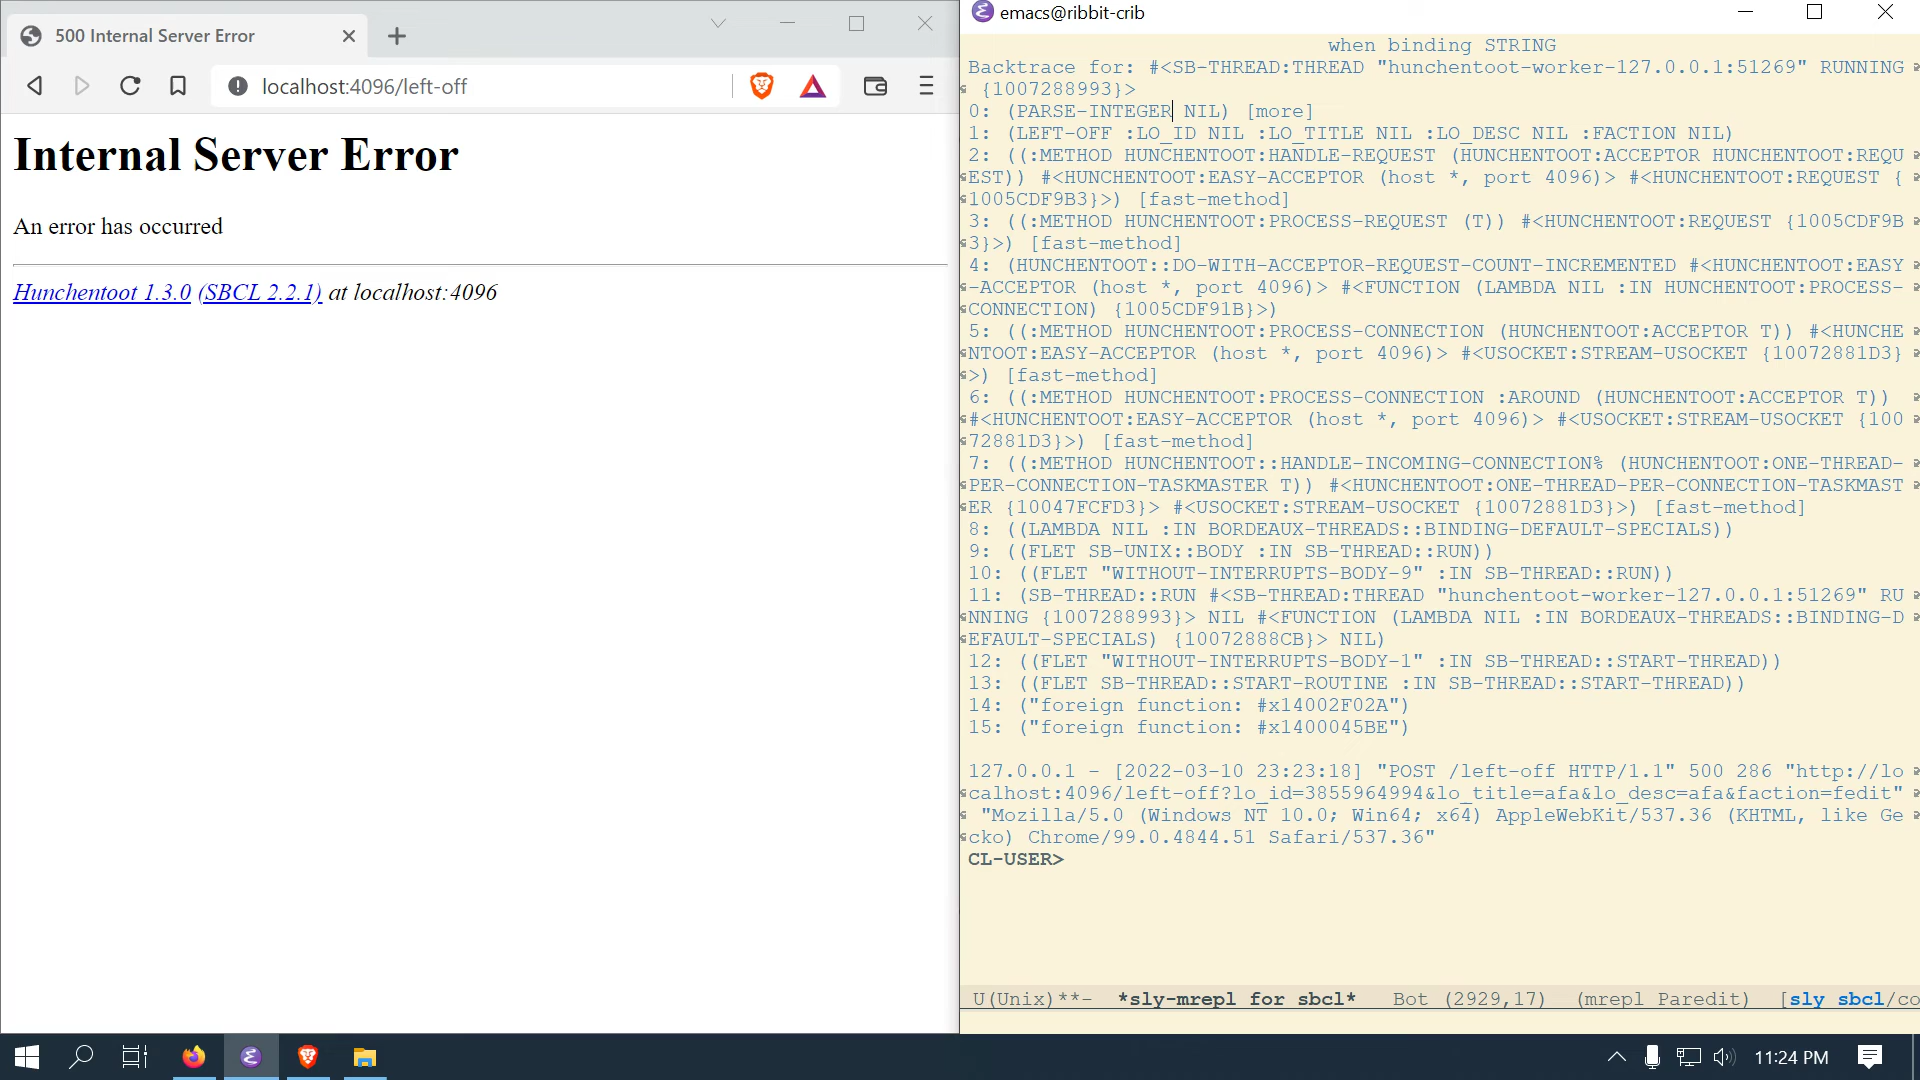 500 Internal Server Error
localhost:4096/left-off
Internal Server Error
An error has occurred
Hunchentoot 1.3.0 (SBCL 2.2.1) at localhost:4096
emacs@ribbit-crib
when binding STRING
Backtrace for: #<SB-THREAD:THREAD "hunchentoot-worker-127.0.0.1:51269" RUNNING
{1007288993}>
0: (PARSE-INTEGER NIL) [more]
1: (LEFT-OFF :LO_ID NIL :LO_TITLE NIL :LO_DESC NIL :FACTION NIL)
2: ((:METHOD HUNCHENTOOT:HANDLE-REQUEST (HUNCHENTOOT:ACCEPTOR HUNCHENTOOT:REQU
EST)) #<HUNCHENTOOT:EASY-ACCEPTOR (host *, port 4096)> #<HUNCHENTOOT:REQUEST {
1005CDF9B3}>) [fast-method]
3: ((:METHOD HUNCHENTOOT:PROCESS-REQUEST (T)) #<HUNCHENTOOT:REQUEST {1005CDF9B
3}>) [fast-method]
4: (HUNCHENTOOT::DO-WITH-ACCEPTOR-REQUEST-COUNT-INCREMENTED #<HUNCHENTOOT:EASY
-ACCEPTOR (host *, port 4096)> #<FUNCTION (LAMBDA NIL :IN HUNCHENTOOT:PROCESS-
CONNECTION) {1005CDF91B}>)
5: ((:METHOD HUNCHENTOOT:PROCESS-CONNECTION (HUNCHENTOOT:ACCEPTOR T)) #<HUNCHE
NTOOT:EASY-ACCEPTOR (host *, port 4096)> #<USOCKET:STREAM-USOCKET {10072881D3}
>) [fast-method]
6: ((:METHOD HUNCHENTOOT:PROCESS-CONNECTION :AROUND (HUNCHENTOOT:ACCEPTOR T))
#<HUNCHENTOOT:EASY-ACCEPTOR (host *, port 4096)> #<USOCKET:STREAM-USOCKET {100
72881D3}>) [fast-method]
7: ((:METHOD HUNCHENTOOT::HANDLE-INCOMING-CONNECTION% (HUNCHENTOOT:ONE-THREAD-
PER-CONNECTION-TASKMASTER T)) #<HUNCHENTOOT:ONE-THREAD-PER-CONNECTION-TASKMAST
ER {10047FCFD3}> #<USOCKET:STREAM-USOCKET {10072881D3}>) [fast-method]
8: ((LAMBDA NIL :IN BORDEAUX-THREADS::BINDING-DEFAULT-SPECIALS))
9: ((FLET SB-UNIX::BODY :IN SB-THREAD::RUN))
10: ((FLET "WITHOUT-INTERRUPTS-BODY-9" :IN SB-THREAD::RUN))
11: (SB-THREAD::RUN #<SB-THREAD:THREAD "hunchentoot-worker-127.0.0.1:51269" RU
NNING {1007288993}> NIL #<FUNCTION (LAMBDA NIL :IN BORDEAUX-THREADS::BINDING-D
EFAULT-SPECIALS) {10072888CB}> NIL)
12: ((FLET "WITHOUT-INTERRUPTS-BODY-1" :IN SB-THREAD::START-THREAD))
13: ((FLET SB-THREAD::START-ROUTINE :IN SB-THREAD::START-THREAD))
14: ("foreign function: #x14002F02A")
15: ("foreign function: #x1400045BE")
127.0.0.1 - [2022-03-10 23:23:18] "POST /left-off HTTP/1.1" 500 286 "http://lo
calhost:4096/left-off?lo_id=3855964994&lo_title=afa&lo_desc=afa&faction=fedit"
"Mozilla/5.0 (Windows NT 10.0; Win64; x64) AppleWebKit/537.36 (KHTML, like Ge
cko) Chrome/99.0.4844.51 Safari/537.36"
CL-USER>
U(Unix)**- *sly-mrepl for sbcl* Bot (2929,17) (mrepl Paredit) [sly sbcl/co
11:24 PM